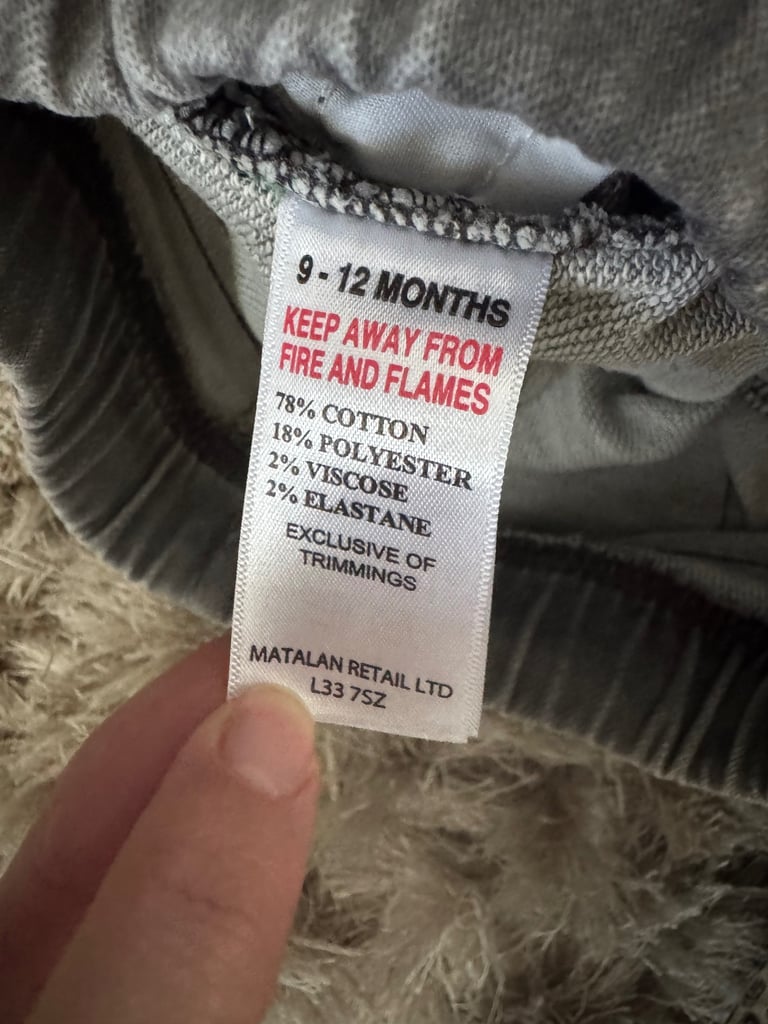 9 - 12 MONTHS
KEEP AWAY FROM
FIRE AND FLAMES
78% COTTON
18% POLYESTER
2% VISCOSE
2% ELASTANE
EXCLUSIVE OF
TRIMMINGS
MATALAN RETAIL LTD
L33 7SZ